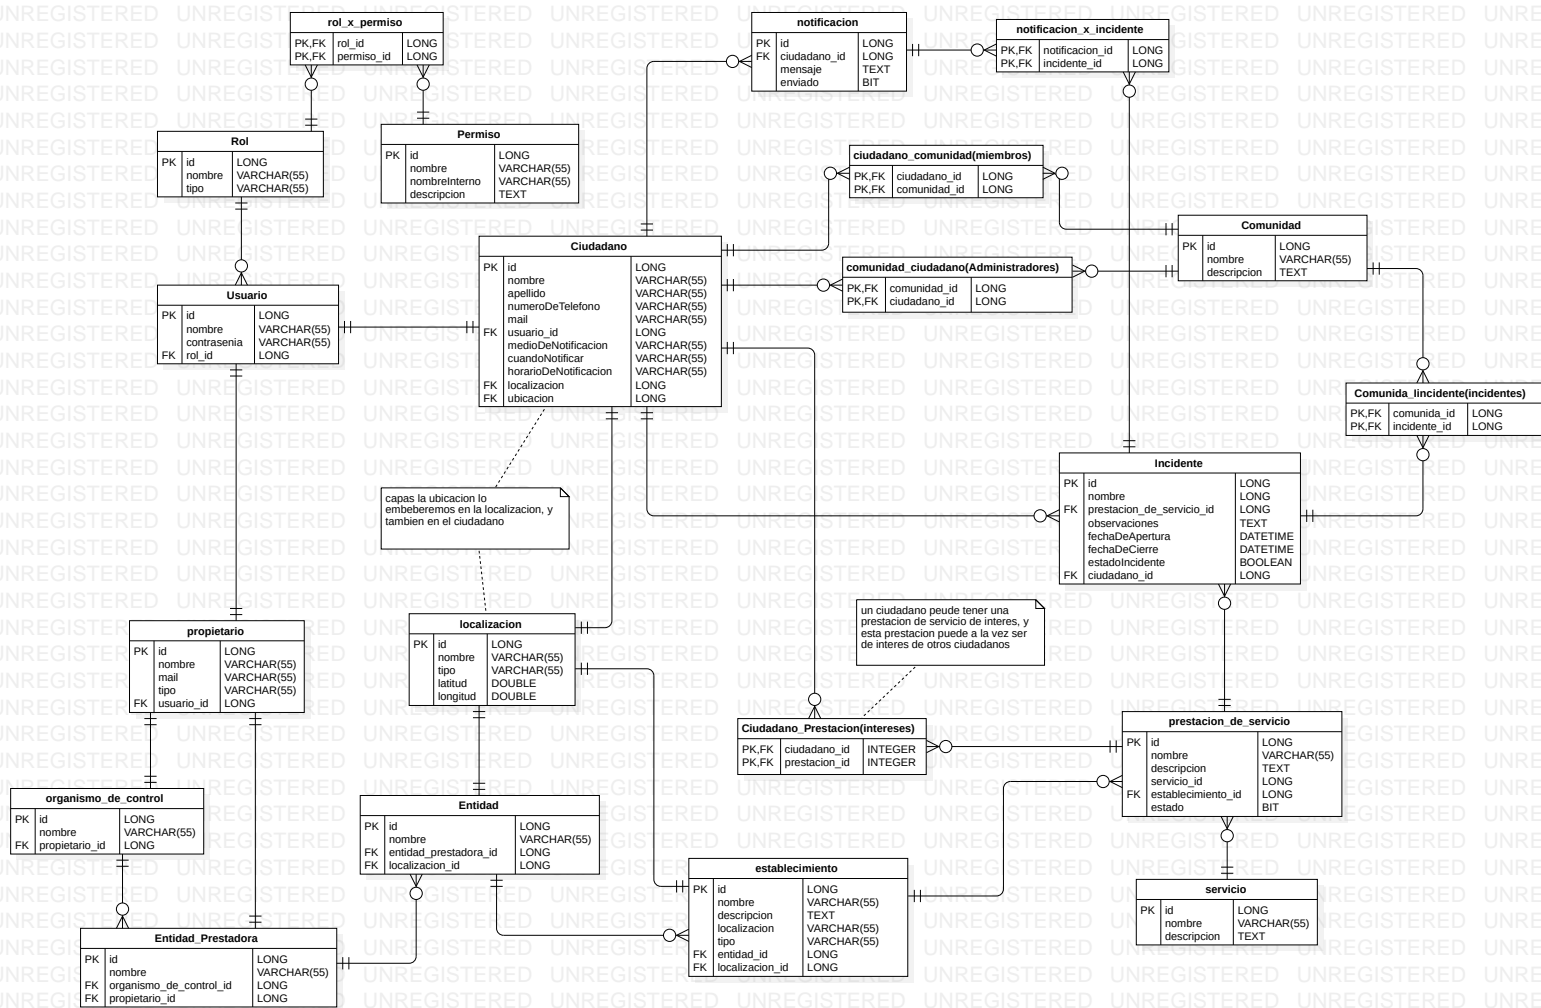 rol_x_permiso
PK,FK rol_id LONG
PK,FK permiso_id LONG
notificacion
PK id LONG
FK ciudadano_id LONG
mensaje TEXT
enviado BIT
notificacion_x_incidente
PK,FK notificacion_id LONG
PK,FK incidente_id LONG
Rol
PK id LONG
nombre VARCHAR(55)
tipo VARCHAR(55)
Permiso
PK id LONG
nombre VARCHAR(55)
nombreInterno VARCHAR(55)
descripcion TEXT
ciudadano_comunidad(miembros)
PK,FK ciudadano_id LONG
PK,FK comunidad_id LONG
Comunidad
PK id LONG
nombre VARCHAR(55)
descripcion TEXT
Ciudadano
PK id LONG
nombre VARCHAR(55)
apellido VARCHAR(55)
numeroDeTelefono VARCHAR(55)
mail VARCHAR(55)
FK usuario_id LONG
medioDeNotificacion VARCHAR(55)
cuandoNotificar VARCHAR(55)
horarioDeNotificacion VARCHAR(55)
FK localizacion LONG
FK ubicacion LONG
comunidad_ciudadano(Administradores)
PK,FK comunidad_id LONG
PK,FK ciudadano_id LONG
Usuario
PK id LONG
nombre VARCHAR(55)
contrasenia VARCHAR(55)
FK rol_id LONG
Comunida_Iincidente(incidentes)
PK,FK comunida_id LONG
PK,FK incidente_id LONG
Incidente
PK id LONG
nombre LONG
FK prestacion_de_servicio_id LONG
observaciones TEXT
fechaDeApertura DATETIME
fechaDeCierre DATETIME
estadoIncidente BOOLEAN
FK ciudadano_id LONG
capas la ubicacion lo
embeberemos en la localizacion, y
tambien en el ciudadano
un ciudadano peude tener una
prestacion de servicio de interes, y
esta prestacion puede a la vez ser
de interes de otros ciudadanos
propietario
PK id LONG
nombre VARCHAR(55)
mail VARCHAR(55)
tipo VARCHAR(55)
FK usuario_id LONG
localizacion
PK id LONG
nombre VARCHAR(55)
tipo VARCHAR(55)
latitud DOUBLE
longitud DOUBLE
Ciudadano_Prestacion(intereses)
PK,FK ciudadano_id INTEGER
PK,FK prestacion_id INTEGER
prestacion_de_servicio
PK id LONG
nombre VARCHAR(55)
descripcion TEXT
servicio_id LONG
FK establecimiento_id LONG
estado BIT
organismo_de_control
PK id LONG
nombre VARCHAR(55)
FK propietario_id LONG
Entidad
PK id LONG
nombre VARCHAR(55)
FK entidad_prestadora_id LONG
FK localizacion_id LONG
establecimiento
PK id LONG
nombre VARCHAR(55)
descripcion TEXT
localizacion VARCHAR(55)
tipo VARCHAR(55)
FK entidad_id LONG
FK localizacion_id LONG
servicio
PK id LONG
nombre VARCHAR(55)
descripcion TEXT
Entidad_Prestadora
PK id LONG
nombre VARCHAR(55)
FK organismo_de_control_id LONG
FK propietario_id LONG